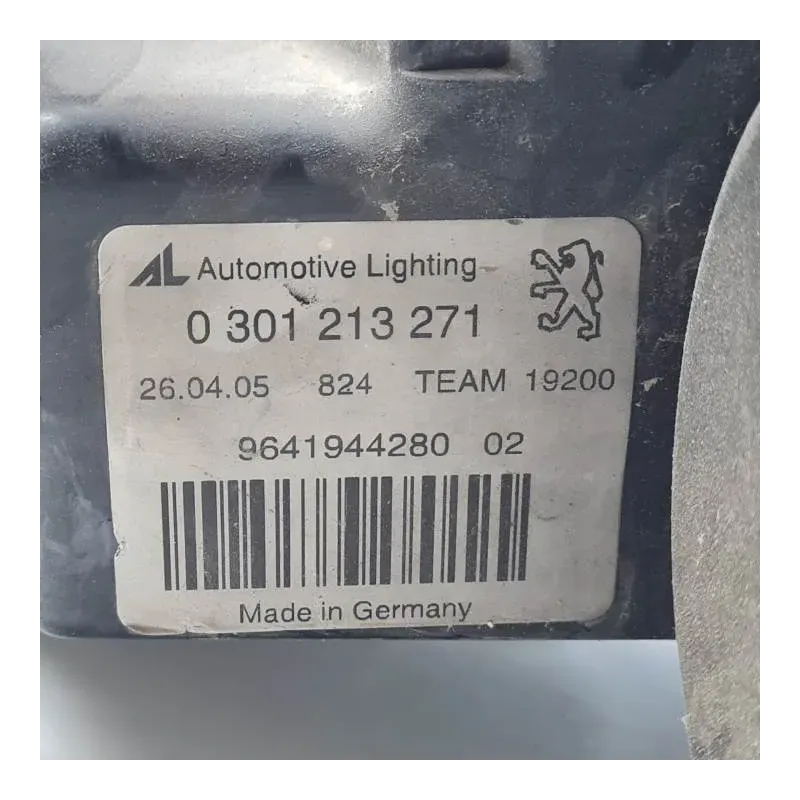 AL Automotive Lighting
0 301 213 271
26.04.05 824 TEAM 19200
9641944280 02
Made in Germany